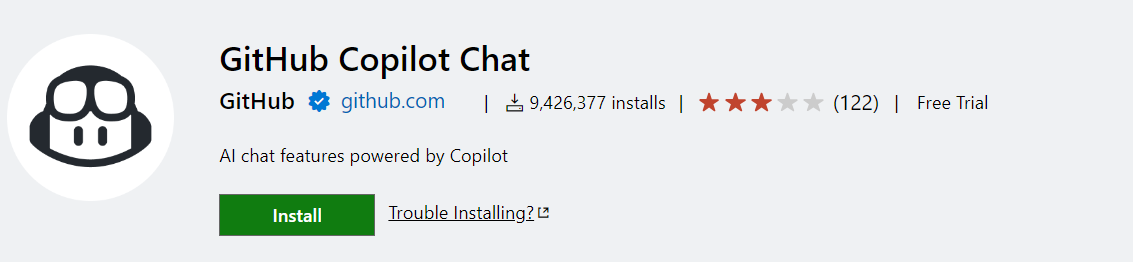 GitHub Copilot Chat
GitHub github.com | 9,426,377 installs | (122) | Free Trial
AI chat features powered by Copilot
Install Trouble Installing?